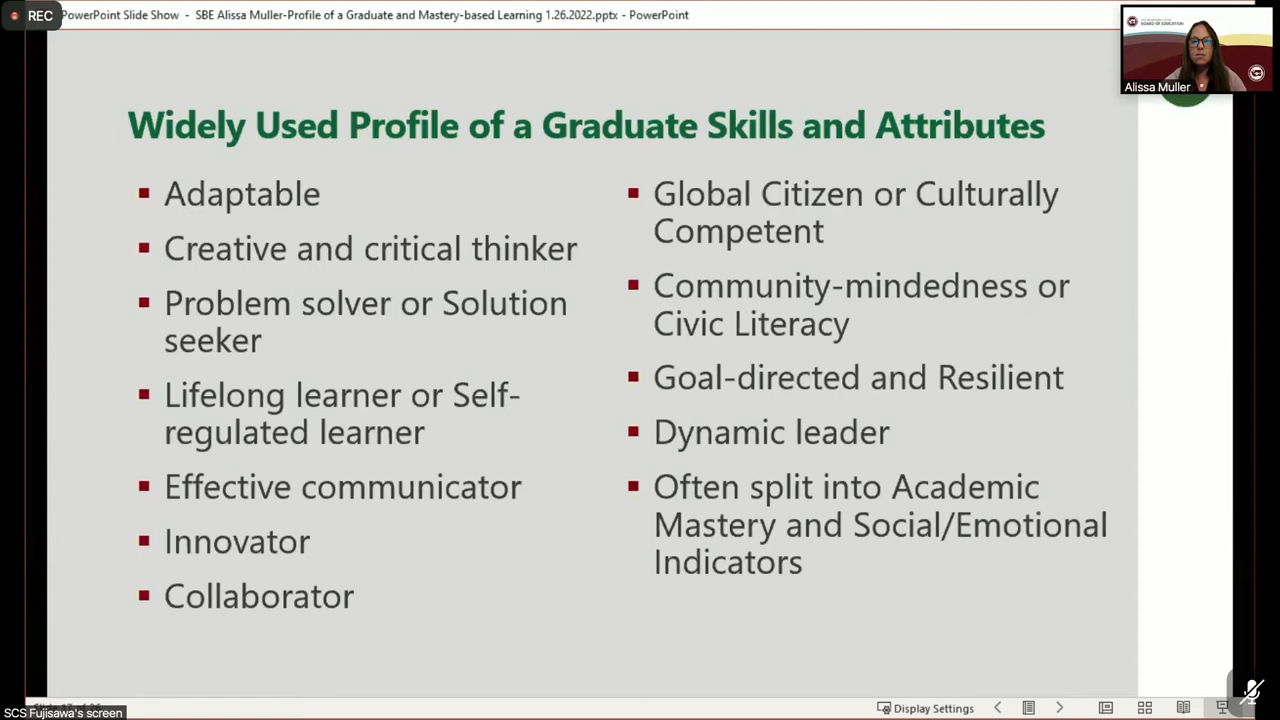 REC
PowerPoint Slide Show - SBE Alissa Muller-Profile of a Graduate and Mastery-based Learning 1.26.2022.pptx - PowerPoint
BOARD OF EDUCATION
Alissa Muller
Widely Used Profile of a Graduate Skills and Attributes
▪ Adaptable
▪ Creative and critical thinker
▪ Problem solver or Solution
seeker
▪ Lifelong learner or Self-
regulated learner
▪ Effective communicator
▪ Innovator
▪ Collaborator
▪ Global Citizen or Culturally
Competent
▪ Community-mindedness or
Civic Literacy
▪ Goal-directed and Resilient
▪ Dynamic leader
▪ Often split into Academic
Mastery and Social/Emotional
Indicators
SCS Fujisawa's screen
Display Settings